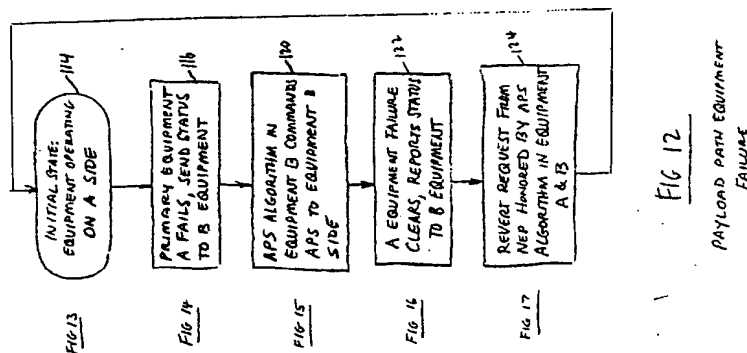 114
INITIAL STATE:
EQUIPMENT OPERATING
ON A SIDE
FIG 13
116
PRIMARY EQUIPMENT
A FAILS, SEND STATUS
TO B EQUIPMENT
FIG 14
120
APS ALGORITHM IN
EQUIPMENT B COMMANDS
APS TO EQUIPMENT B
SIDE
FIG 15
122
A EQUIPMENT FAILURE
CLEARS, REPORTS STATUS
TO B EQUIPMENT
FIG 16
124
REVERT REQUEST FROM
NEP HONORED BY APS
ALGORITHM IN EQUIPMENT
A & B
FIG 17
FIG 12
PAYLOAD PATH EQUIPMENT
FAILURE